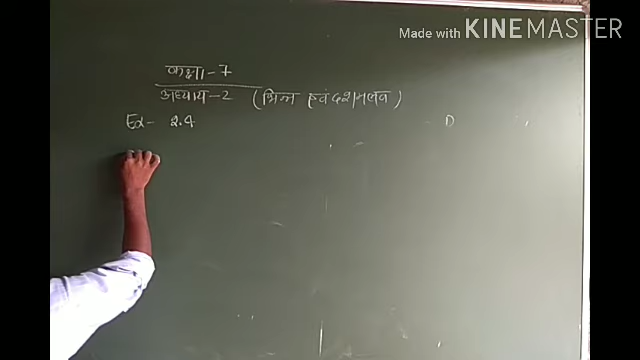 Made with KINEMASTER
कक्षा-7
अध्याय-2 (भिन्न एवं दशमलव)
Ex- 2.4
D